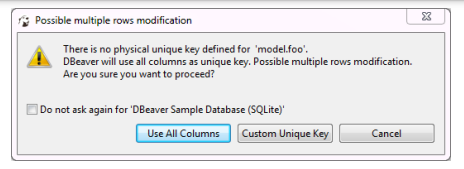 Possible multiple rows modification
There is no physical unique key defined for 'model.foo'.
DBeaver will use all columns as unique key. Possible multiple rows modification.
Are you sure you want to proceed?
Do not ask again for 'DBeaver Sample Database (SQLite)'
Use All Columns
Custom Unique Key
Cancel